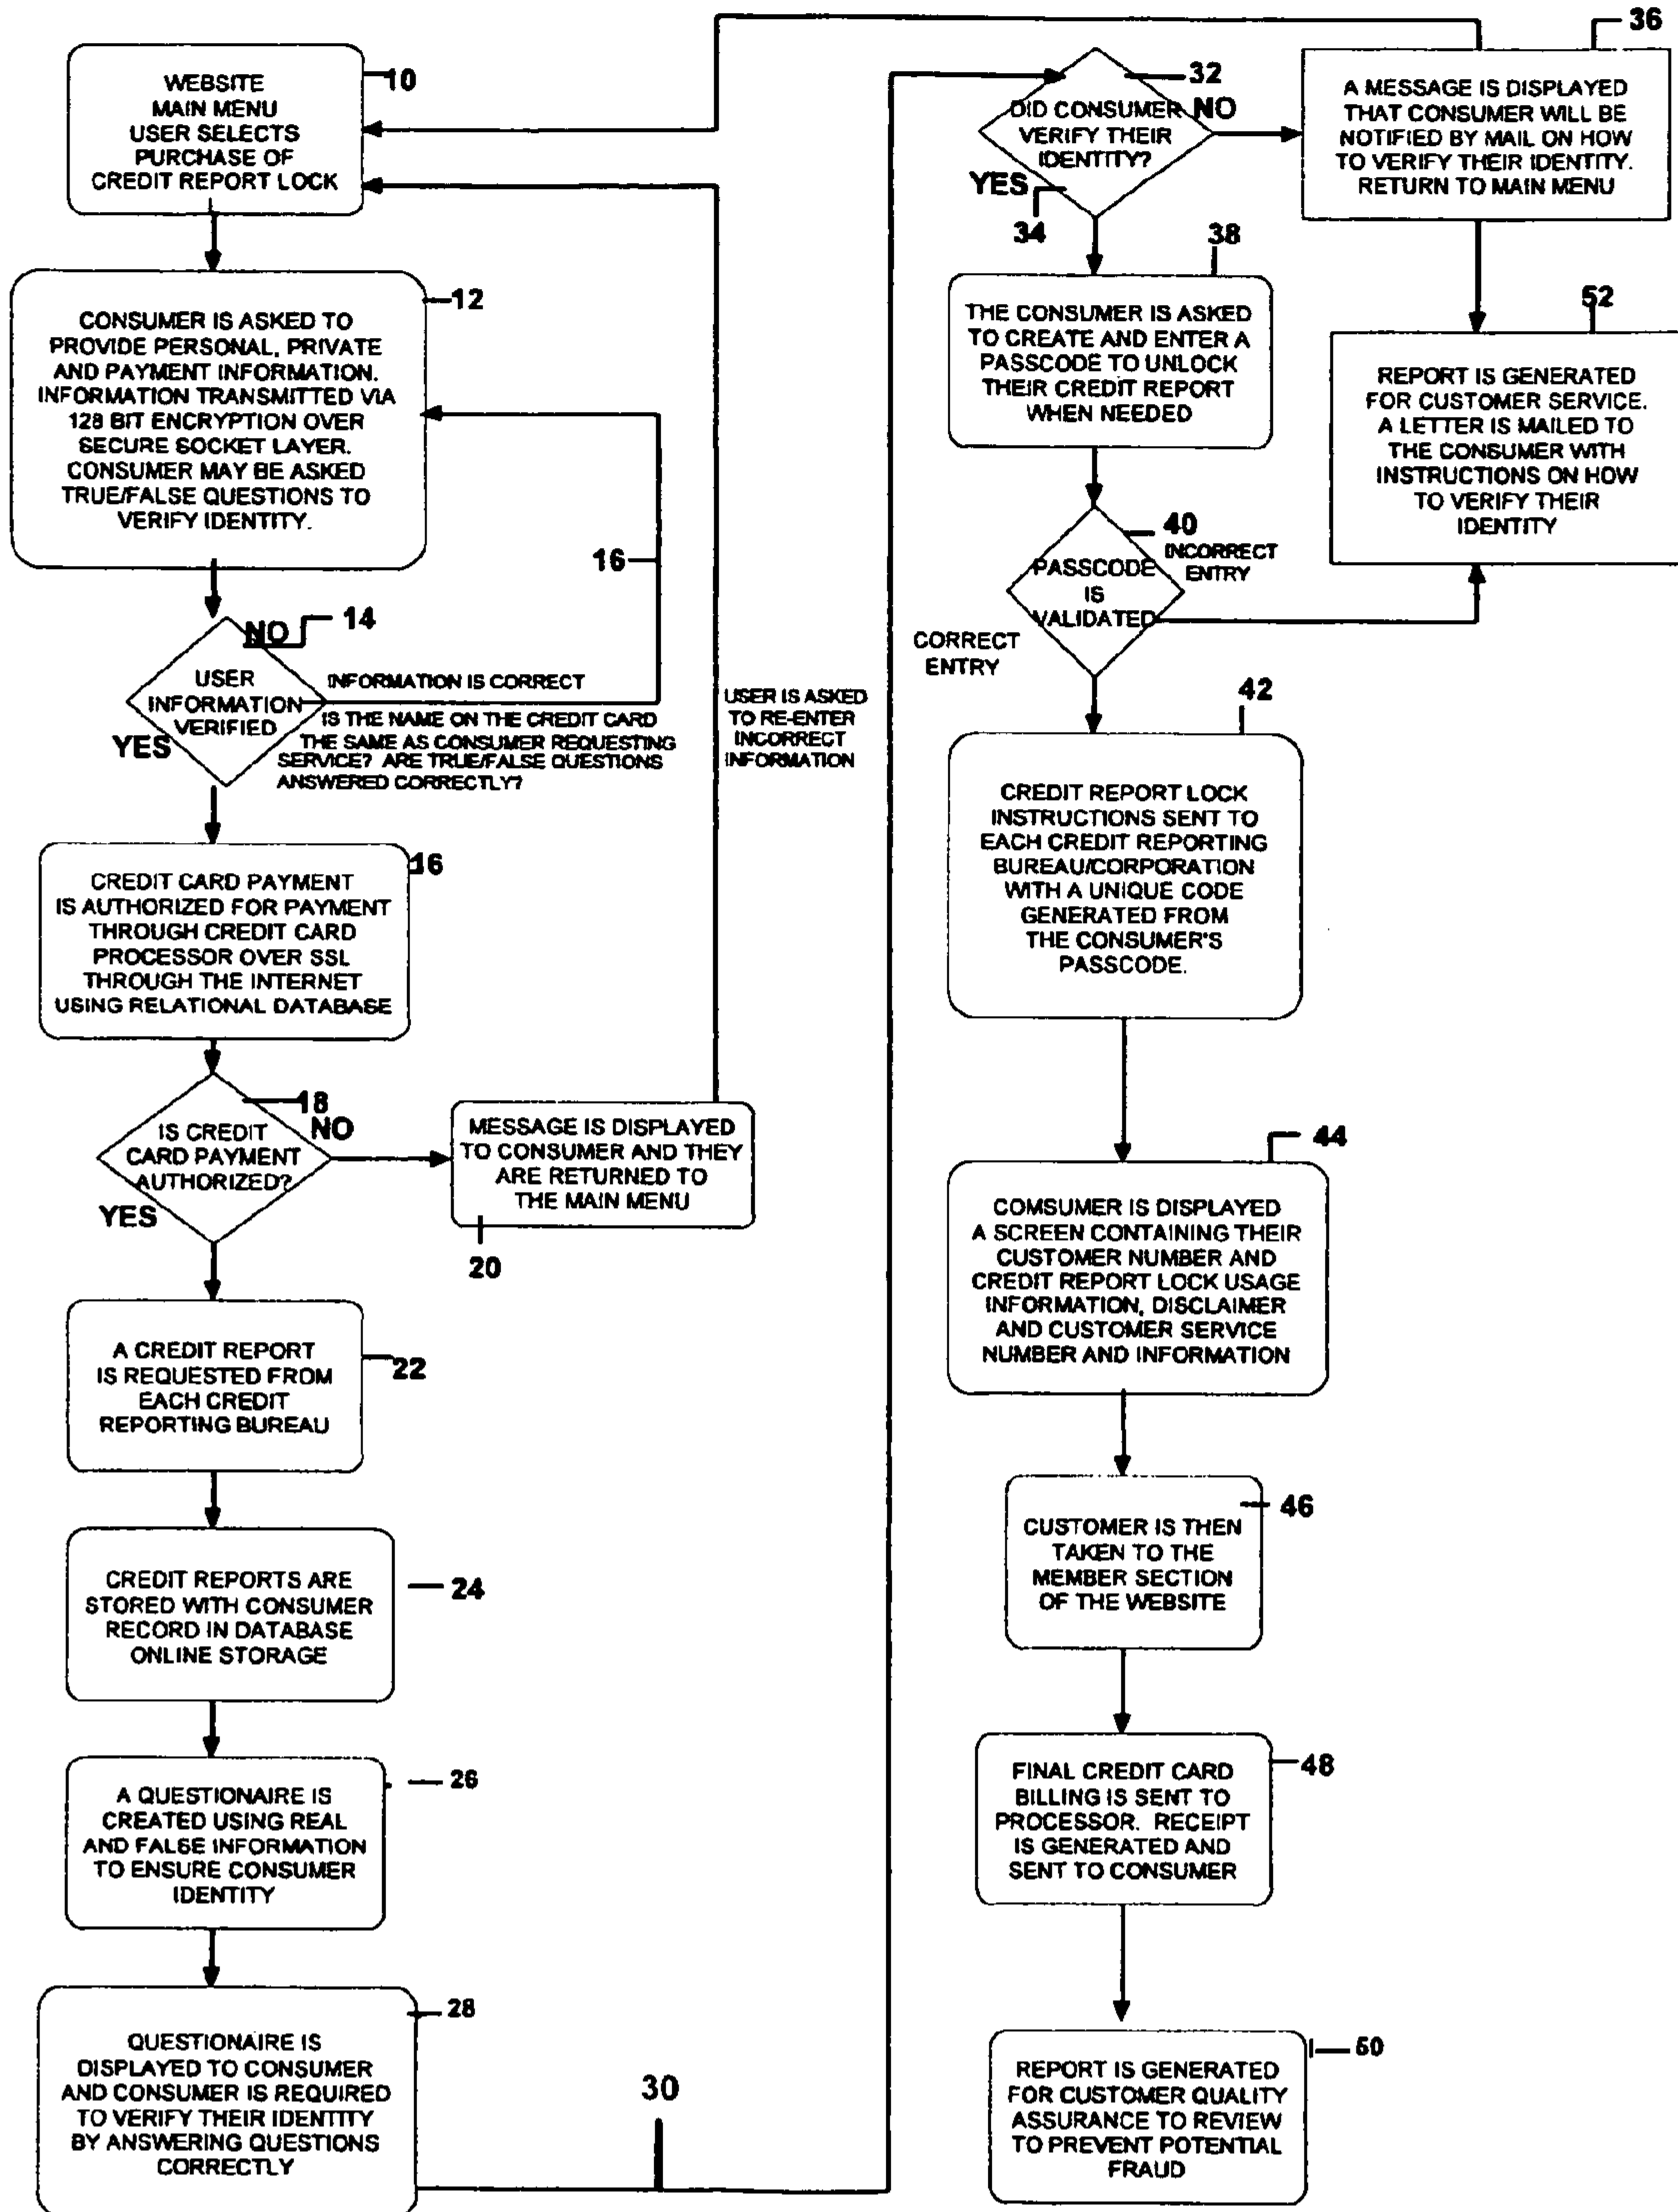 WEBSITE
MAIN MENU
USER SELECTS
PURCHASE OF
CREDIT REPORT LOCK
10
CONSUMER IS ASKED TO
PROVIDE PERSONAL, PRIVATE
AND PAYMENT INFORMATION.
INFORMATION TRANSMITTED VIA
128 BIT ENCRYPTION OVER
SECURE SOCKET LAYER.
CONSUMER MAY BE ASKED
TRUE/FALSE QUESTIONS TO
VERIFY IDENTITY.
12
16
NO
14
USER
INFORMATION
VERIFIED
YES
INFORMATION IS CORRECT
IS THE NAME ON THE CREDIT CARD
THE SAME AS CONSUMER REQUESTING
SERVICE? ARE TRUE/FALSE QUESTIONS
ANSWERED CORRECTLY?
USER IS ASKED
TO RE-ENTER
INCORRECT
INFORMATION
CREDIT CARD PAYMENT
IS AUTHORIZED FOR PAYMENT
THROUGH CREDIT CARD
PROCESSOR OVER SSL
THROUGH THE INTERNET
USING RELATIONAL DATABASE
16
18
IS CREDIT
CARD PAYMENT
AUTHORIZED?
NO
YES
MESSAGE IS DISPLAYED
TO CONSUMER AND THEY
ARE RETURNED TO
THE MAIN MENU
20
A CREDIT REPORT
IS REQUESTED FROM
EACH CREDIT
REPORTING BUREAU
22
CREDIT REPORTS ARE
STORED WITH CONSUMER
RECORD IN DATABASE
ONLINE STORAGE
24
A QUESTIONAIRE IS
CREATED USING REAL
AND FALSE INFORMATION
TO ENSURE CONSUMER
IDENTITY
26
QUESTIONAIRE IS
DISPLAYED TO CONSUMER
AND CONSUMER IS REQUIRED
TO VERIFY THEIR IDENTITY
BY ANSWERING QUESTIONS
CORRECTLY
28
30
32
DID CONSUMER
VERIFY THEIR
IDENTITY?
NO
YES
34
A MESSAGE IS DISPLAYED
THAT CONSUMER WILL BE
NOTIFIED BY MAIL ON HOW
TO VERIFY THEIR IDENTITY.
RETURN TO MAIN MENU
36
THE CONSUMER IS ASKED
TO CREATE AND ENTER A
PASSCODE TO UNLOCK
THEIR CREDIT REPORT
WHEN NEEDED
38
REPORT IS GENERATED
FOR CUSTOMER SERVICE.
A LETTER IS MAILED TO
THE CONSUMER WITH
INSTRUCTIONS ON HOW
TO VERIFY THEIR
IDENTITY
52
40
PASSCODE
IS
VALIDATED
INCORRECT
ENTRY
CORRECT
ENTRY
CREDIT REPORT LOCK
INSTRUCTIONS SENT TO
EACH CREDIT REPORTING
BUREAU/CORPORATION
WITH A UNIQUE CODE
GENERATED FROM
THE CONSUMER'S
PASSCODE.
42
COMSUMER IS DISPLAYED
A SCREEN CONTAINING THEIR
CUSTOMER NUMBER AND
CREDIT REPORT LOCK USAGE
INFORMATION, DISCLAIMER
AND CUSTOMER SERVICE
NUMBER AND INFORMATION
44
CUSTOMER IS THEN
TAKEN TO THE
MEMBER SECTION
OF THE WEBSITE
46
FINAL CREDIT CARD
BILLING IS SENT TO
PROCESSOR. RECEIPT
IS GENERATED AND
SENT TO CONSUMER
48
REPORT IS GENERATED
FOR CUSTOMER QUALITY
ASSURANCE TO REVIEW
TO PREVENT POTENTIAL
FRAUD
50